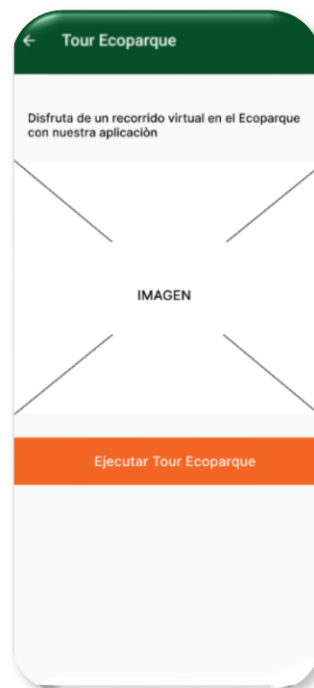 Tour Ecoparque
Disfruta de un recorrido virtual en el Ecoparque
con nuestra aplicaciòn
IMAGEN
Ejecutar Tour Ecoparque